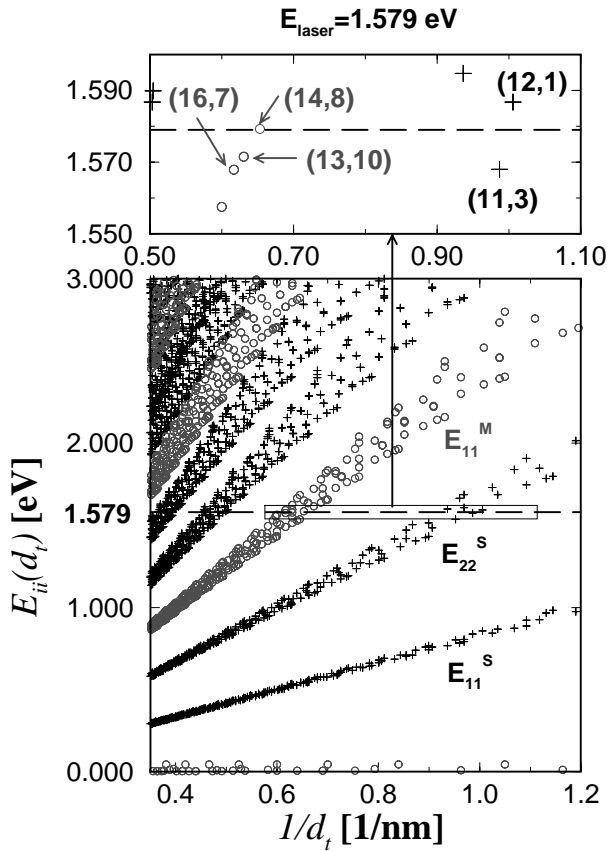 E_laser=1.579 eV
1.590
(16,7) (14,8) (12,1)
1.570
(13,10) (11,3)
1.550
0.50 0.70 0.90 1.10
3.000
2.000
E_11^M
1.579
E_22^S
1.000
E_11^S
0.000
0.4 0.6 0.8 1.0 1.2
E_ii(d_t) [eV]
1/d_t [1/nm]